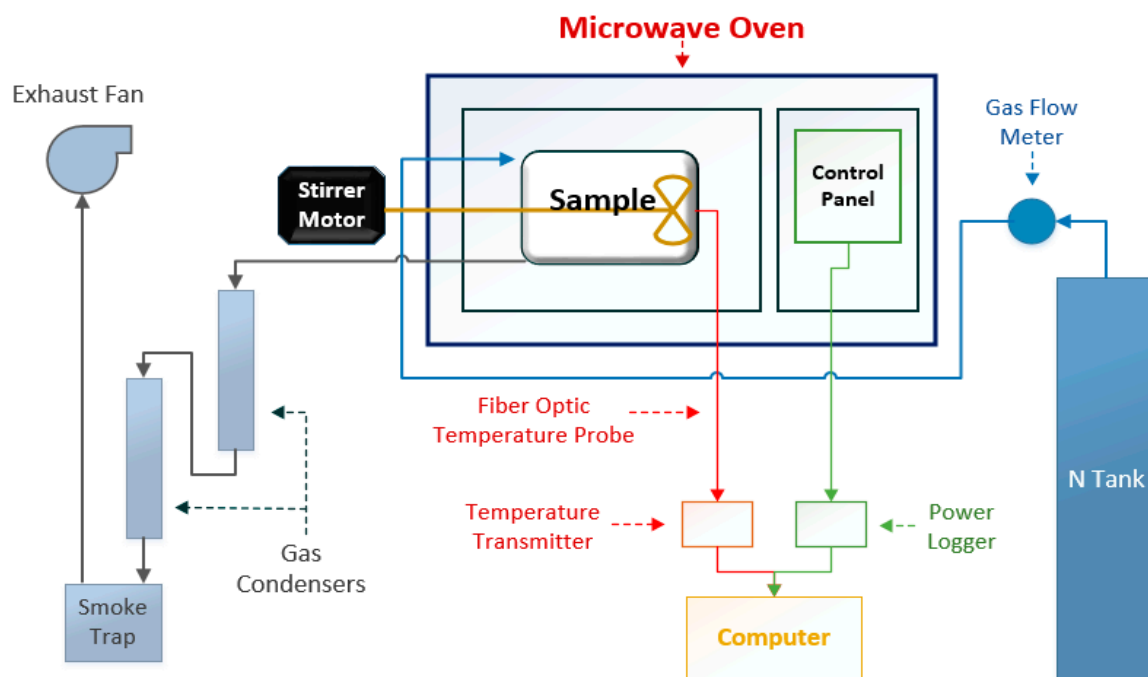 Microwave Oven
Exhaust Fan
Gas Flow
Meter
Stirrer
Motor
Sample
Control
Panel
Fiber Optic
Temperature Probe
N Tank
Temperature
Transmitter
Power
Logger
Gas
Condensers
Smoke
Trap
Computer